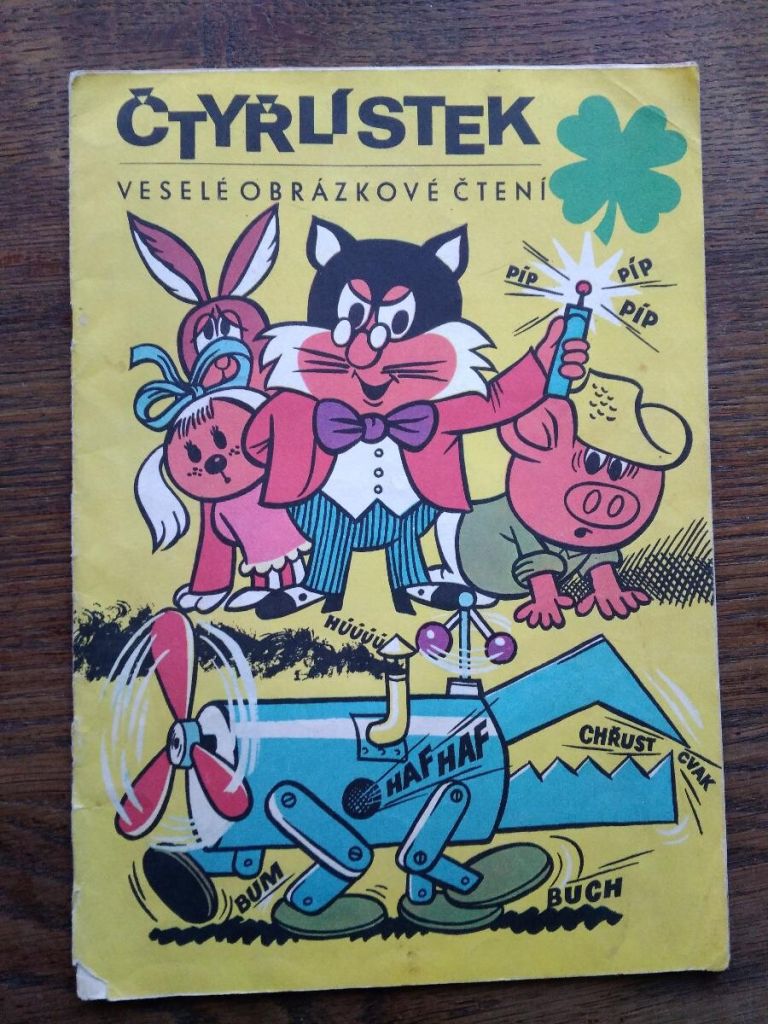 ČTYŘLÍSTEK
VESELÉ OBRÁZKOVÉ ČTENÍ
PÍP
PÍP
PÍP
HÚÚÚÚ
HAF HAF
CHŘUST
CVAK
BUM
BUCH